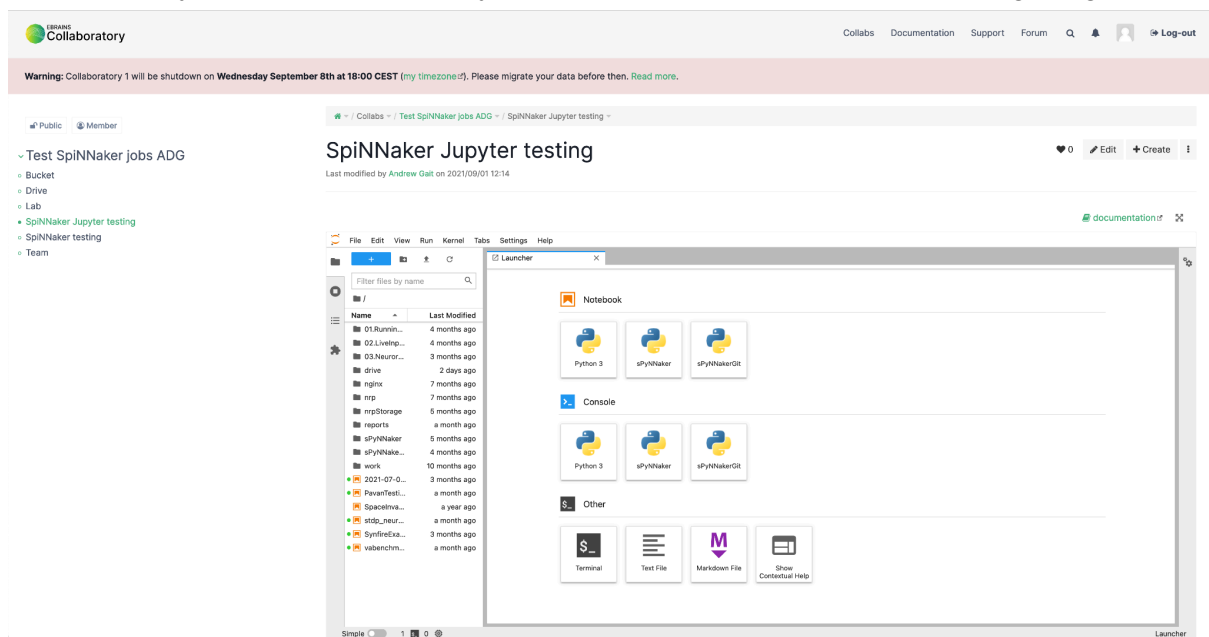 EBRAINS
Collaboratory
Collabs Documentation Support Forum Log-out
Warning: Collaboratory 1 will be shutdown on Wednesday September 8th at 18:00 CEST (my timezone). Please migrate your data before then. Read more.
Public Member
Test SpiNNaker jobs ADG
Bucket
Drive
Lab
SpiNNaker Jupyter testing
SpiNNaker testing
Team
/ Collabs / Test SpiNNaker jobs ADG / SpiNNaker Jupyter testing
SpiNNaker Jupyter testing
0 Edit + Create
Last modified by Andrew Gait on 2021/09/01 12:14
documentation
File Edit View Run Kernel Tabs Settings Help
+
Filter files by name
/
Name Last Modified
01.Runnin... 4 months ago
02.LiveInp... 4 months ago
03.Neuror... 3 months ago
drive 2 days ago
nginx 7 months ago
nrp 7 months ago
nrpStorage 5 months ago
reports a month ago
sPyNNaker 5 months ago
sPyNNake... 4 months ago
work 10 months ago
2021-07-0... 3 months ago
PavanTesti... a month ago
SpaceInva... a year ago
stdp_neur... a month ago
SynfireExa... 3 months ago
vabenchm... a month ago
Launcher ×
Notebook
Python 3 sPyNNaker sPyNNakerGit
>_ Console
Python 3 sPyNNaker sPyNNakerGit
$_ Other
$_ M
Terminal Text File Markdown File Show
Contextual Help
Simple 1 0 Launcher